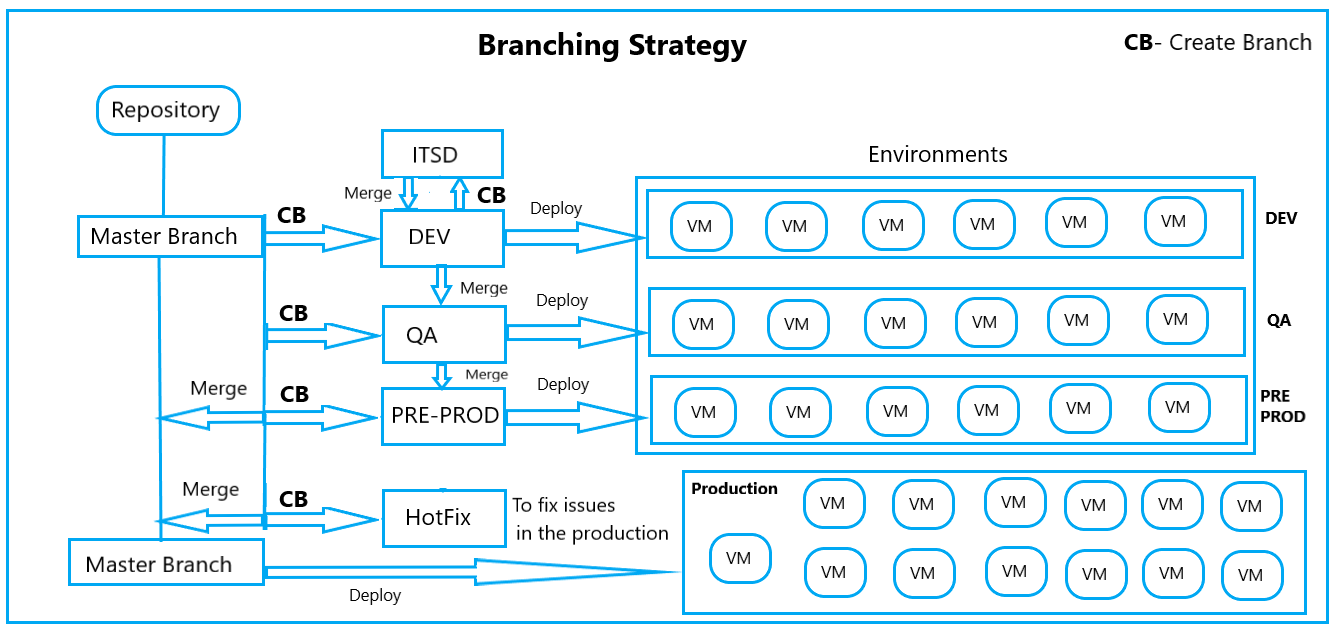 Branching Strategy
CB- Create Branch
Repository
ITSD
Environments
Merge
CB
CB
Deploy
Master Branch
DEV
VM VM VM VM VM VM
DEV
Merge
CB
Deploy
QA
VM VM VM VM VM VM
QA
Merge
Merge
CB
Deploy
PRE-PROD
VM VM VM VM VM VM
PRE
PROD
Merge
CB
HotFix
To fix issues
in the production
Production
VM VM VM VM VM VM
VM
VM VM VM VM VM VM
Master Branch
Deploy